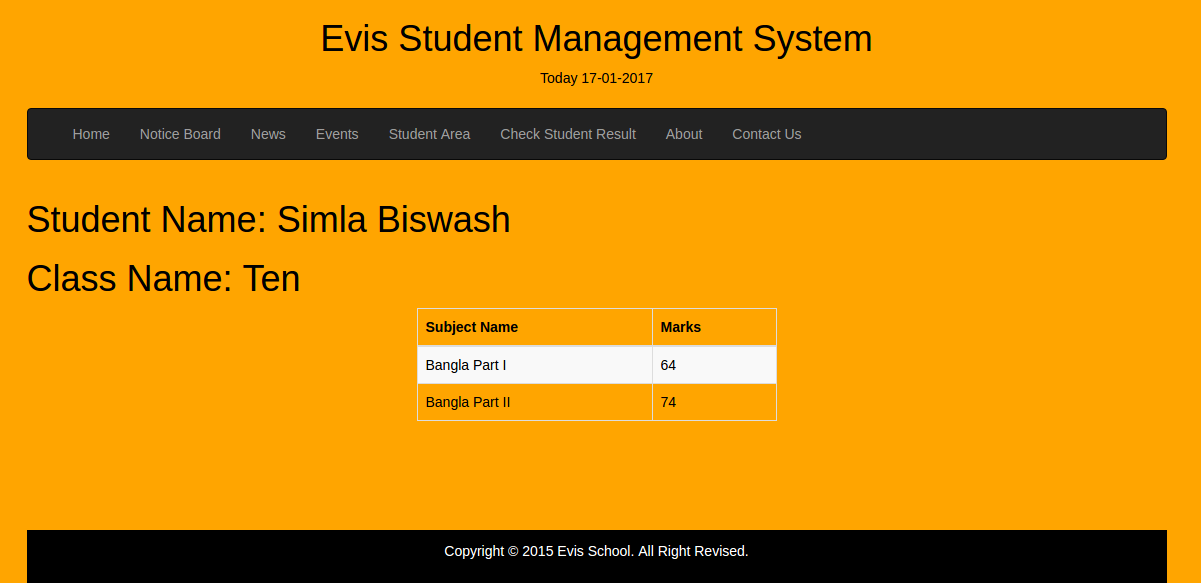 Evis Student Management System
Today 17-01-2017
Home Notice Board News Events Student Area Check Student Result About Contact Us
Student Name: Simla Biswash
Class Name: Ten
Subject Name Marks
Bangla Part I 64
Bangla Part II 74
Copyright © 2015 Evis School. All Right Revised.